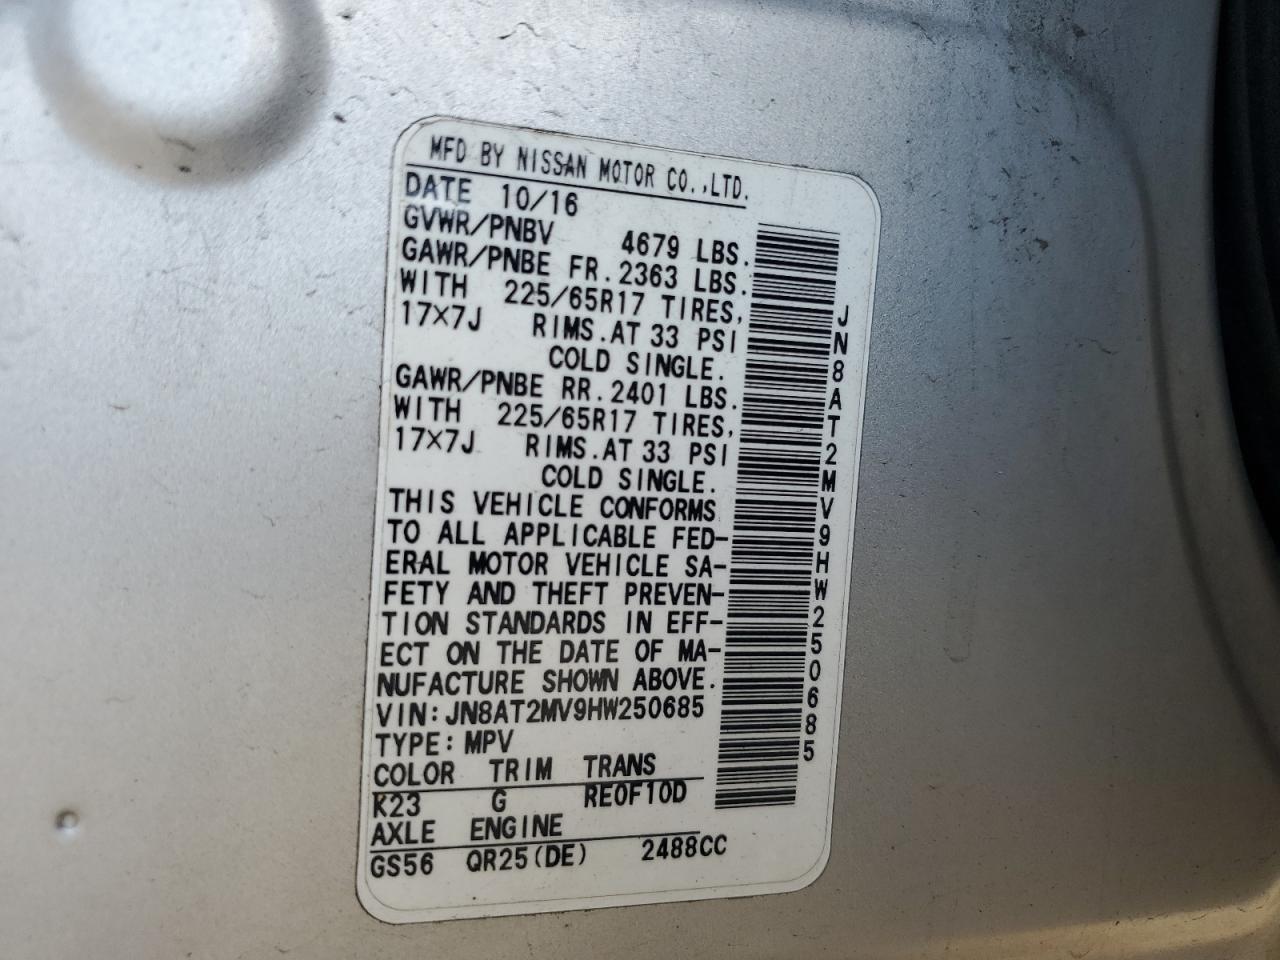 MFD BY NISSAN MOTOR CO.,LTD.
DATE 10/16
GVWR/PNBV 4679 LBS.
GAWR/PNBE FR.2363 LBS.
WITH 225/65R17 TIRES,
17×7J RIMS.AT 33 PSI
COLD SINGLE.
GAWR/PNBE RR.2401 LBS.
WITH 225/65R17 TIRES,
17×7J RIMS.AT 33 PSI
COLD SINGLE.
THIS VEHICLE CONFORMS
TO ALL APPLICABLE FED-
ERAL MOTOR VEHICLE SA-
FETY AND THEFT PREVEN-
TION STANDARDS IN EFF-
ECT ON THE DATE OF MA-
NUFACTURE SHOWN ABOVE.
VIN:JN8AT2MV9HW250685
TYPE:MPV
COLOR TRIM TRANS
K23 G RE0F10D
AXLE ENGINE
GS56 QR25(DE) 2488CC
JN8AT2MV9HW250685